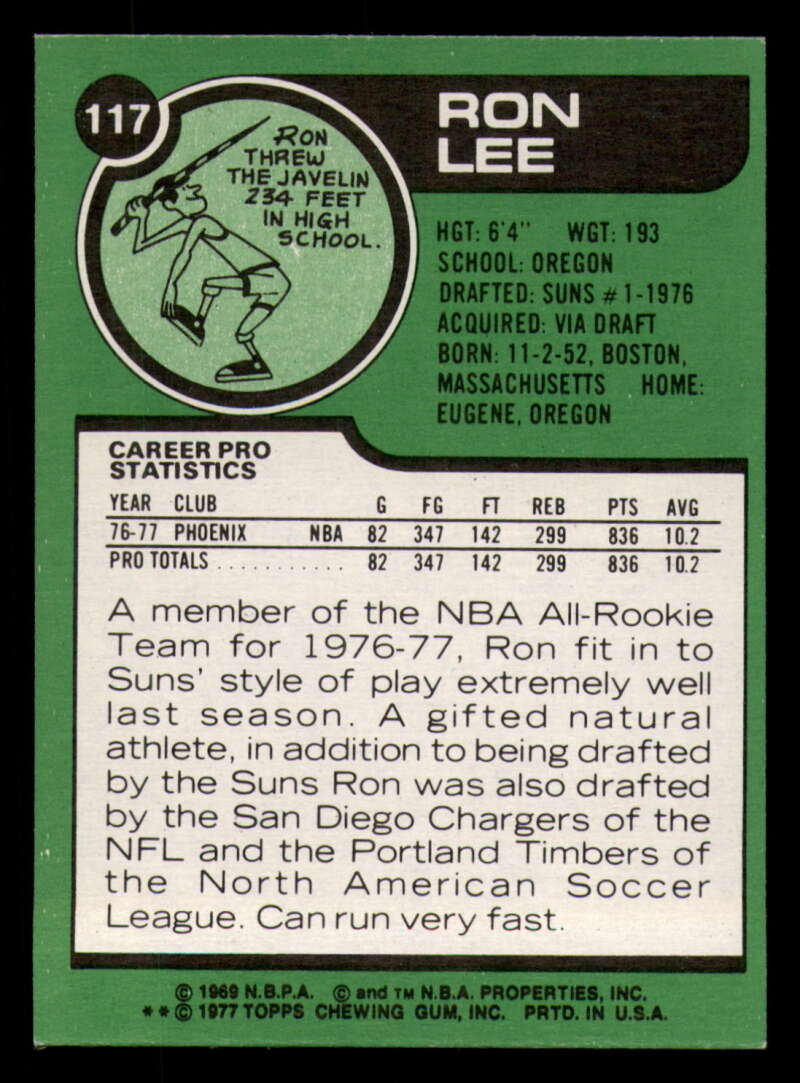 117
RON
LEE
RON
THREW
THE JAVELIN
234 FEET
IN HIGH
SCHOOL.
HGT: 6'4" WGT: 193
SCHOOL: OREGON
DRAFTED: SUNS #1-1976
ACQUIRED: VIA DRAFT
BORN: 11-2-52, BOSTON,
MASSACHUSETTS HOME:
EUGENE, OREGON
CAREER PRO
STATISTICS
YEAR CLUB G FG FT REB PTS AVG
76-77 PHOENIX NBA 82 347 142 299 836 10.2
PRO TOTALS ........... 82 347 142 299 836 10.2
A member of the NBA All-Rookie
Team for 1976-77, Ron fit in to
Suns' style of play extremely well
last season. A gifted natural
athlete, in addition to being drafted
by the Suns Ron was also drafted
by the San Diego Chargers of the
NFL and the Portland Timbers of
the North American Soccer
League. Can run very fast.
© 1969 N.B.P.A. © and TM N.B.A. PROPERTIES, INC.
**© 1977 TOPPS CHEWING GUM, INC. PRTD. IN U.S.A.